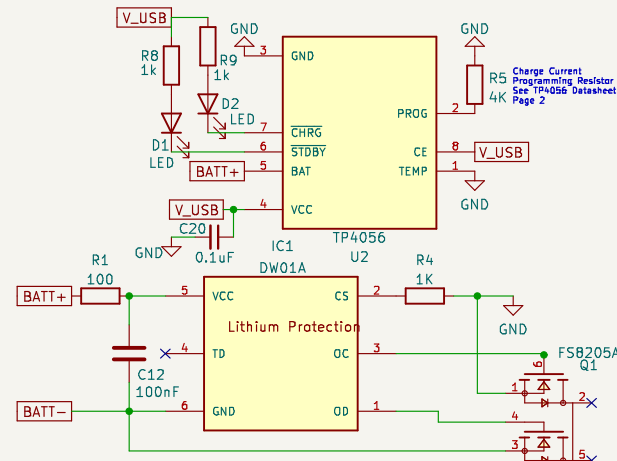 V_USB
R8
1k
R9
1k
GND
3
GND
GND
R5
4K
Charge Current
Programming Resistor
See TP4056 Datasheet
Page 2
D2
LED
PROG
2
D1
LED
7
CHRG
6
STDBY
CE
8
V_USB
BATT+
5
BAT
TEMP
1
GND
V_USB
4
VCC
C20
0.1uF
GND
TP4056
U2
IC1
DW01A
R1
100
R4
1K
BATT+
5
VCC
CS
2
GND
Lithium Protection
4
TD
OC
3
FS8205A
Q1
6
C12
100nF
1
2
BATT-
6
GND
OD
1
4
3
5